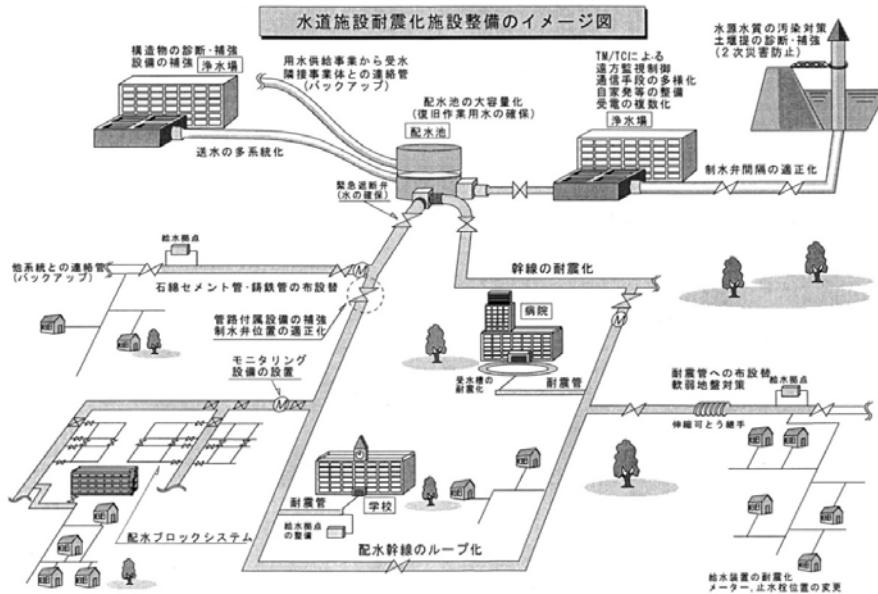 水道施設耐震化施設整備のイメージ図
構造物の診断・補強
設備の補強
浄水場
用水供給事業から受水
隣接事業体との連絡管
(バックアップ)
配水池の大容量化
(復旧作業用水の確保)
配水池
TM/TCによる
遠方監視制御
通信手段の多様化
自家発等の整備
受電の複数化
浄水場
水源水質の汚染対策
土堰提の診断・補強
(2次災害防止)
送水の多系統化
制水弁間隔の適正化
緊急遮断弁
(水の確保)
給水拠点
他系統との連絡管
(バックアップ)
石綿セメント管・鋳鉄管の布設替
M
幹線の耐震化
管路付属設備の補強
制水弁位置の適正化
病院
M
モニタリング
設備の設置
M
受水槽の
耐震化
耐震管
耐震管への布設替
軟弱地盤対策
給水拠点
伸縮可とう継手
耐震管
学校
給水拠点
の整備
配水ブロックシステム
配水幹線のループ化
給水装置の耐震化
メーター,止水栓位置の変更